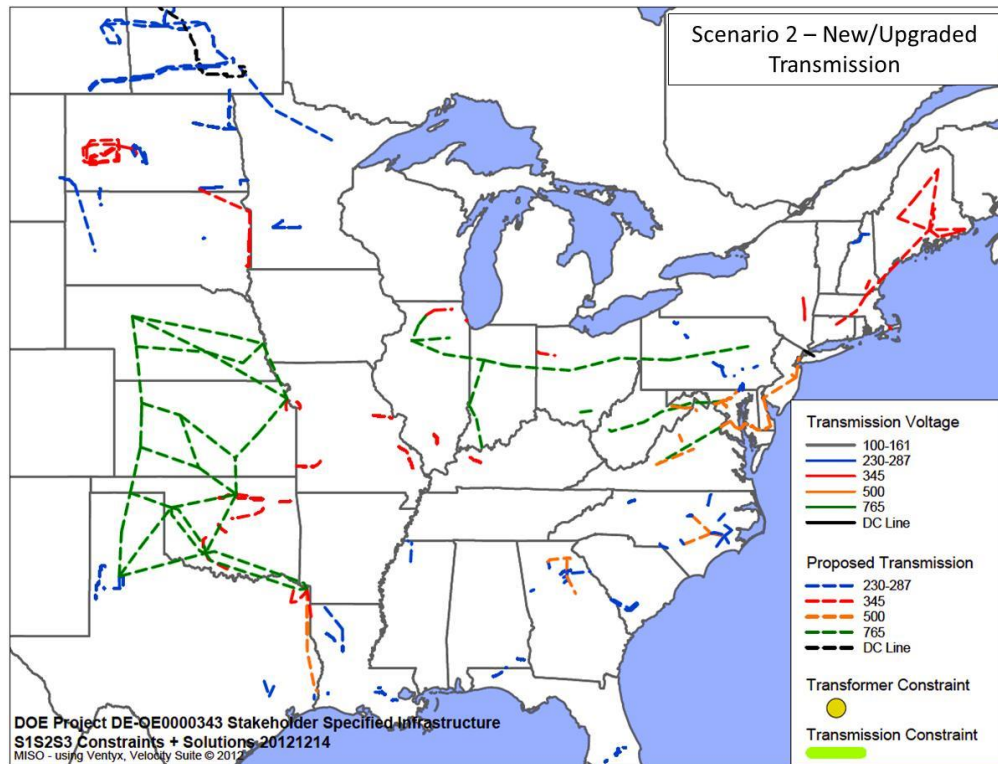 Scenario 2 – New/Upgraded
Transmission
Transmission Voltage
100-161
230-287
345
500
765
DC Line
Proposed Transmission
230-287
345
500
765
DC Line
Transformer Constraint
Transmission Constraint
DOE Project DE-OE0000343 Stakeholder Specified Infrastructure
S1S2S3 Constraints + Solutions 20121214
MISO - using Ventyx, Velocity Suite © 2012